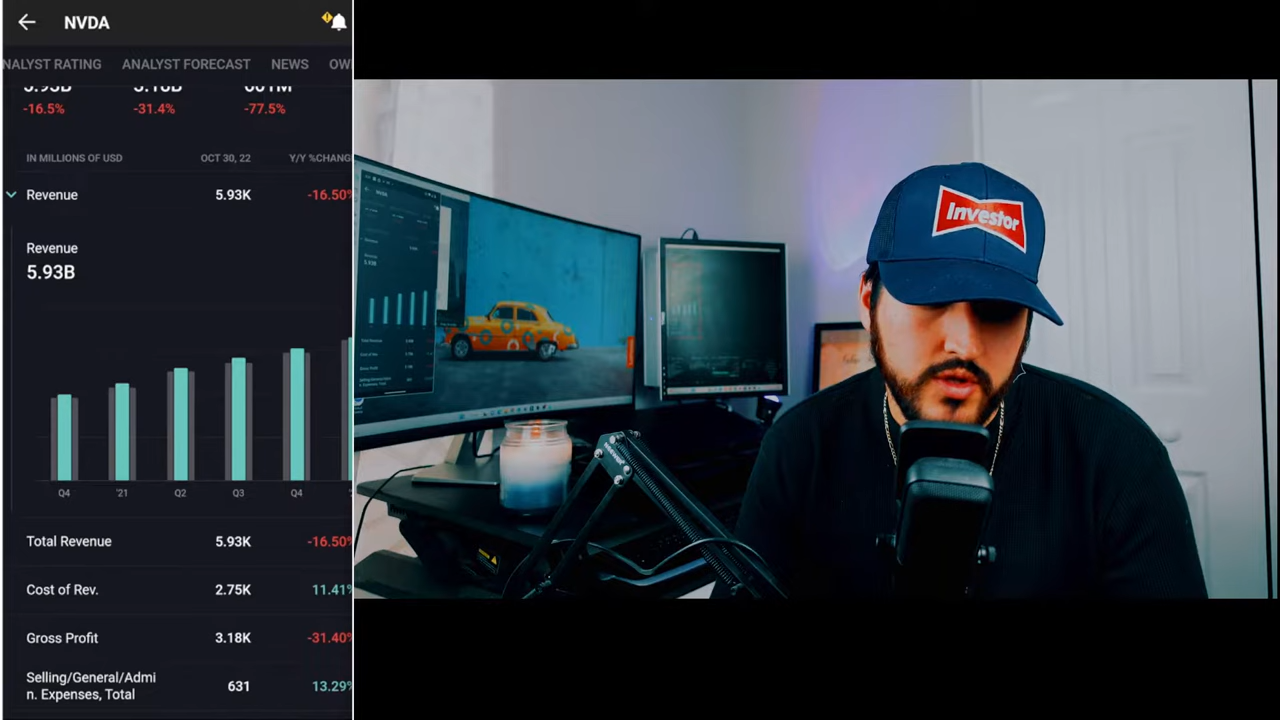 NVDA
NALYST RATING ANALYST FORECAST NEWS OW
-16.5% -31.4% -77.5%
IN MILLIONS OF USD OCT 30, 22 Y/Y %CHANG
Revenue 5.93K -16.50%
Revenue
5.93B
Q4 '21 Q2 Q3 Q4
Total Revenue 5.93K -16.50%
Cost of Rev. 2.75K 11.41%
Gross Profit 3.18K -31.40%
Selling/General/Admi
n. Expenses, Total 631 13.29%
Investor